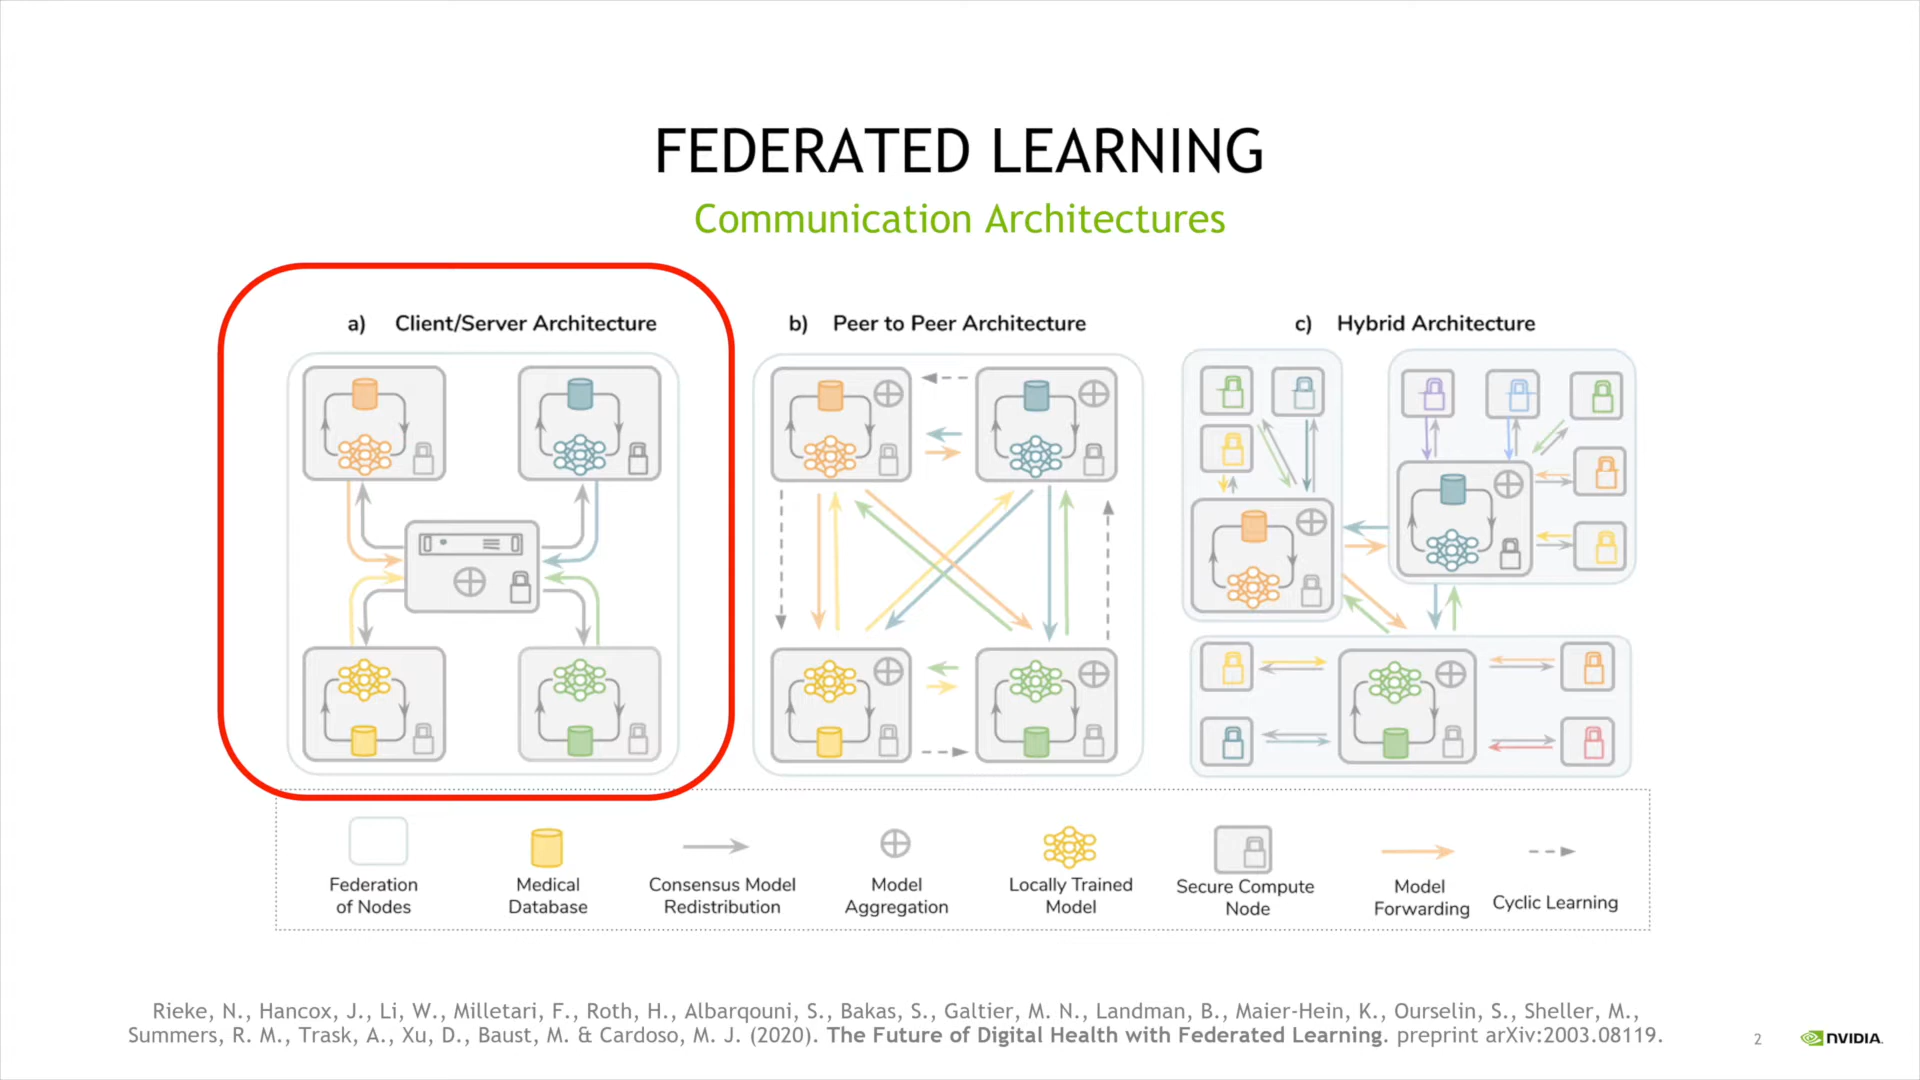 FEDERATED LEARNING
Communication Architectures
a) Client/Server Architecture
b) Peer to Peer Architecture
c) Hybrid Architecture
Federation
of Nodes
Medical
Database
Consensus Model
Redistribution
Model
Aggregation
Locally Trained
Model
Secure Compute
Node
Model
Forwarding
Cyclic Learning
Rieke, N., Hancox, J., Li, W., Milletari, F., Roth, H., Albarqouni, S., Bakas, S., Galtier, M. N., Landman, B., Maier-Hein, K., Ourselin, S., Sheller, M.,
Summers, R. M., Trask, A., Xu, D., Baust, M. & Cardoso, M. J. (2020). The Future of Digital Health with Federated Learning. preprint arXiv:2003.08119.
2
NVIDIA.